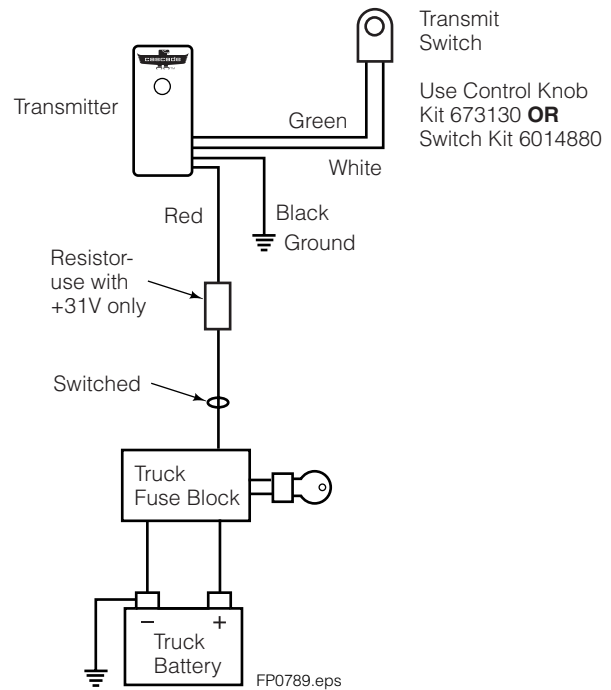 Transmit
Switch
cascade
Use Control Knob
Kit 673130 OR
Switch Kit 6014880
Transmitter
Green
White
Red
Black
Ground
Resistor-
use with
+31V only
Switched
Truck
Fuse Block
− +
Truck
Battery
FP0789.eps